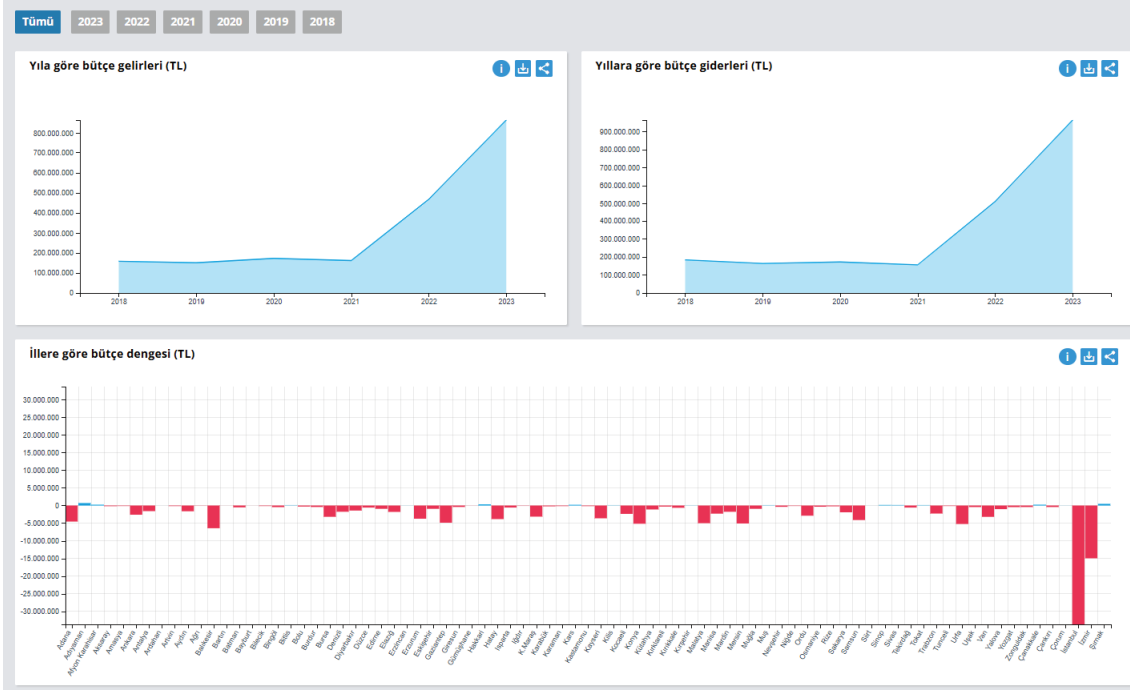 Tümü 2023 2022 2021 2020 2019 2018
Yıla göre bütçe gelirleri (TL)
800.000.000
700.000.000
600.000.000
500.000.000
400.000.000
300.000.000
200.000.000
100.000.000
0
2018 2019 2020 2021 2022 2023
Yıllara göre bütçe giderleri (TL)
900.000.000
800.000.000
700.000.000
600.000.000
500.000.000
400.000.000
300.000.000
200.000.000
100.000.000
0
2018 2019 2020 2021 2022 2023
İllere göre bütçe dengesi (TL)
30.000.000
25.000.000
20.000.000
15.000.000
10.000.000
5.000.000
0
-5.000.000
-10.000.000
-15.000.000
-20.000.000
-25.000.000
-30.000.000
Adana
Adıyaman
Afyon Karahisar
Aksaray
Amasya
Ankara
Antalya
Ardahan
Artvin
Aydın
Ağrı
Balıkesir
Bartın
Batman
Bayburt
Bilecik
Bingöl
Bitlis
Bolu
Burdur
Bursa
Denizli
Diyarbakır
Düzce
Edirne
Elazığ
Erzincan
Erzurum
Eskişehir
Gaziantep
Giresun
Gümüşhane
Hakkari
Hatay
Isparta
Iğdır
K.Maraş
Karabük
Karaman
Kars
Kastamonu
Kayseri
Kilis
Kocaeli
Konya
Kütahya
Kırklareli
Kırıkkale
Kırşehir
Malatya
Manisa
Mardin
Mersin
Muğla
Muş
Nevşehir
Niğde
Ordu
Osmaniye
Rize
Sakarya
Samsun
Siirt
Sinop
Sivas
Tekirdağ
Tokat
Trabzon
Tunceli
Urfa
Uşak
Van
Yalova
Yozgat
Zonguldak
Çanakkale
Çankırı
Çorum
İstanbul
İzmir
Şırnak